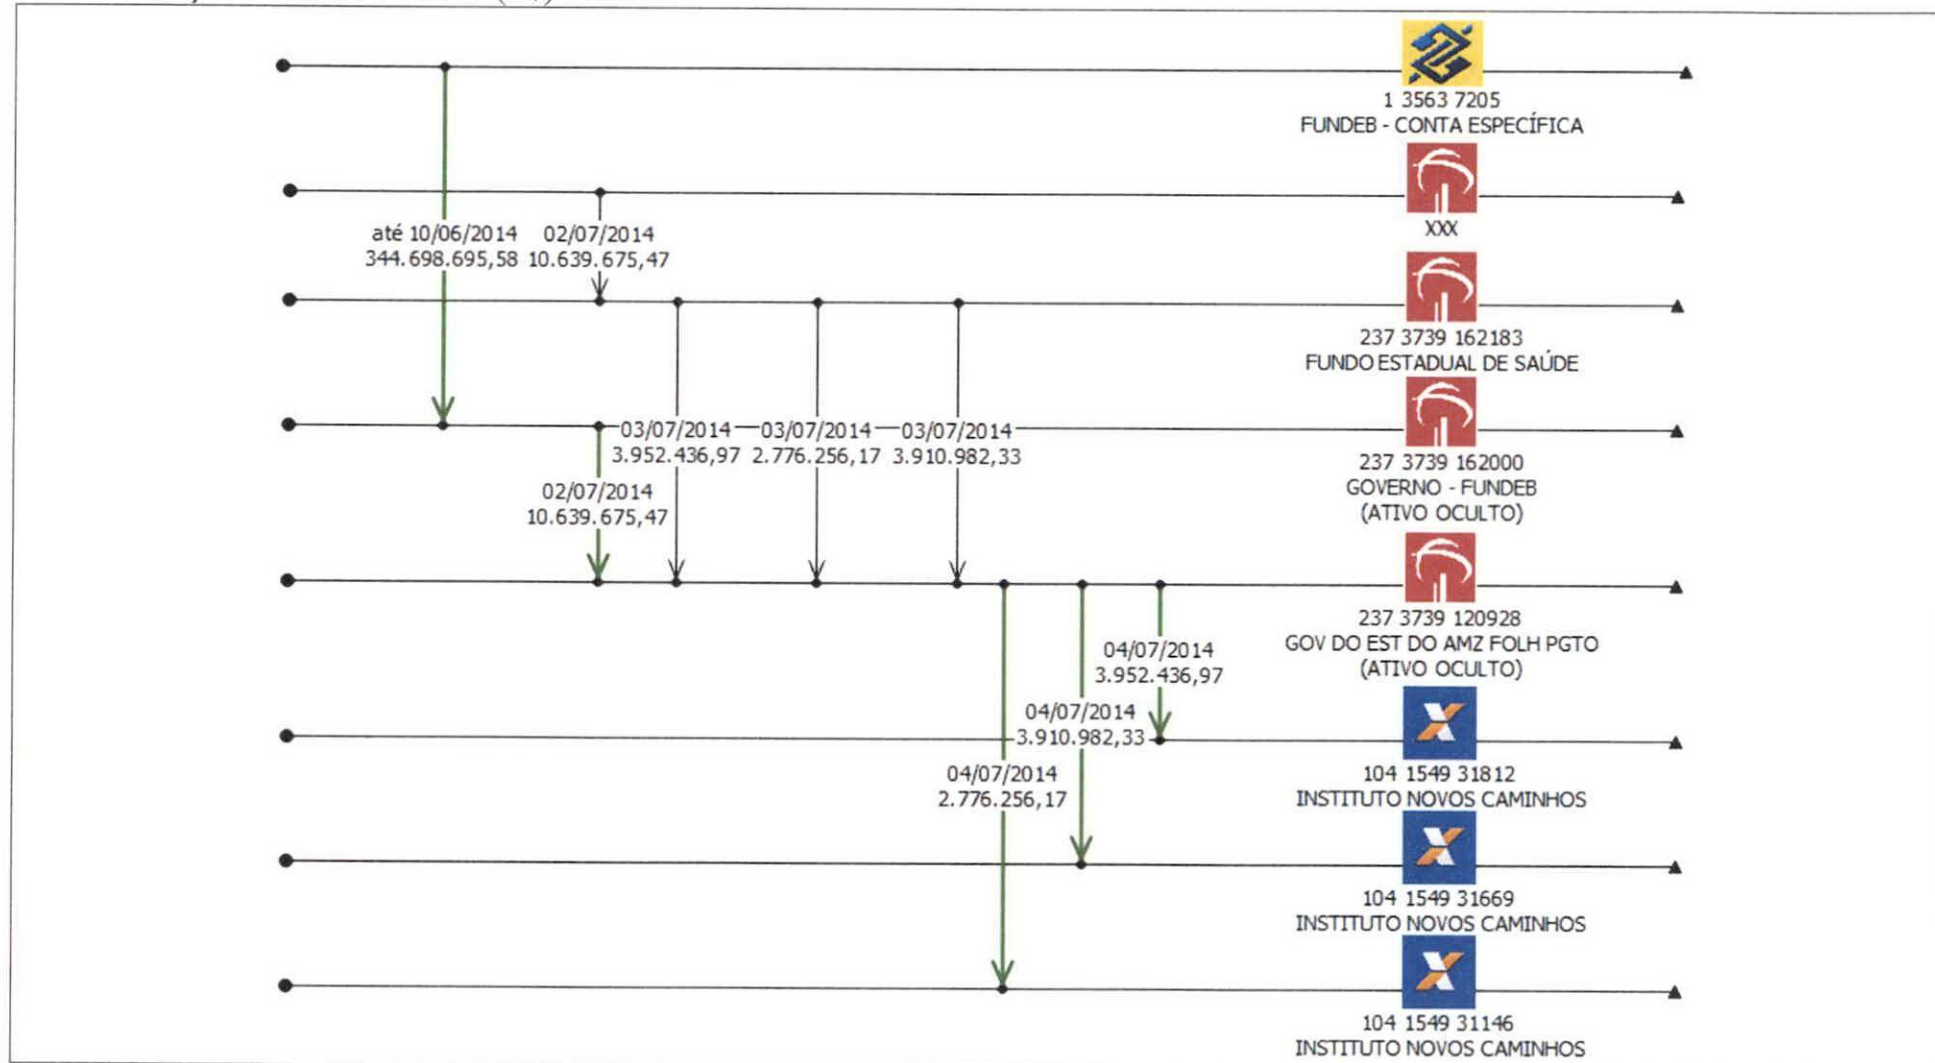 1 3563 7205
FUNDEB - CONTA ESPECÍFICA
XXX
até 10/06/2014
344.698.695,58
02/07/2014
10.639.675,47
237 3739 162183
FUNDO ESTADUAL DE SAÚDE
03/07/2014
3.952.436,97
03/07/2014
2.776.256,17
03/07/2014
3.910.982,33
237 3739 162000
GOVERNO - FUNDEB
(ATIVO OCULTO)
02/07/2014
10.639.675,47
237 3739 120928
GOV DO EST DO AMZ FOLH PGTO
(ATIVO OCULTO)
04/07/2014
3.952.436,97
04/07/2014
3.910.982,33
04/07/2014
2.776.256,17
104 1549 31812
INSTITUTO NOVOS CAMINHOS
104 1549 31669
INSTITUTO NOVOS CAMINHOS
104 1549 31146
INSTITUTO NOVOS CAMINHOS